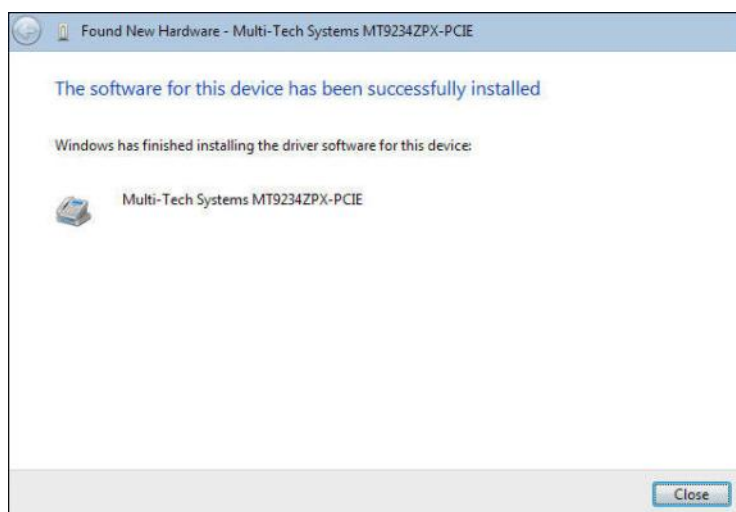 Found New Hardware - Multi-Tech Systems MT9234ZPX-PCIE
The software for this device has been successfully installed
Windows has finished installing the driver software for this device:
Multi-Tech Systems MT9234ZPX-PCIE
Close